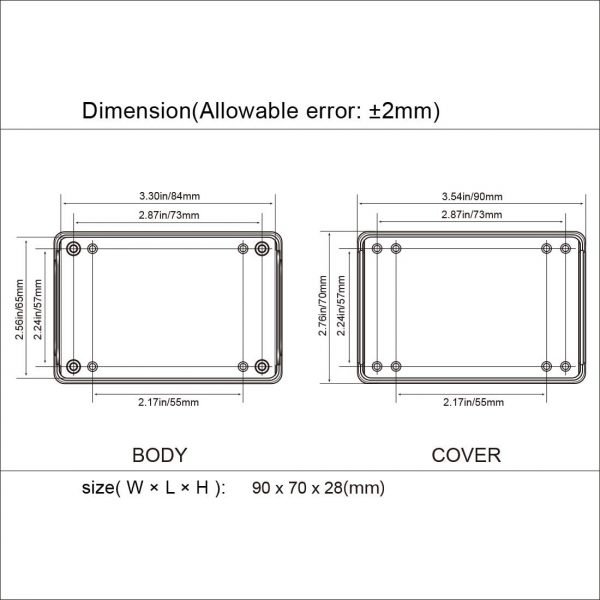 Dimension(Allowable error: ±2mm)
3.30in/84mm
2.87in/73mm
2.56in/65mm
2.24in/57mm
2.17in/55mm
BODY
3.54in/90mm
2.87in/73mm
2.76in/70mm
2.24in/57mm
2.17in/55mm
COVER
size( W × L × H ): 90 x 70 x 28(mm)